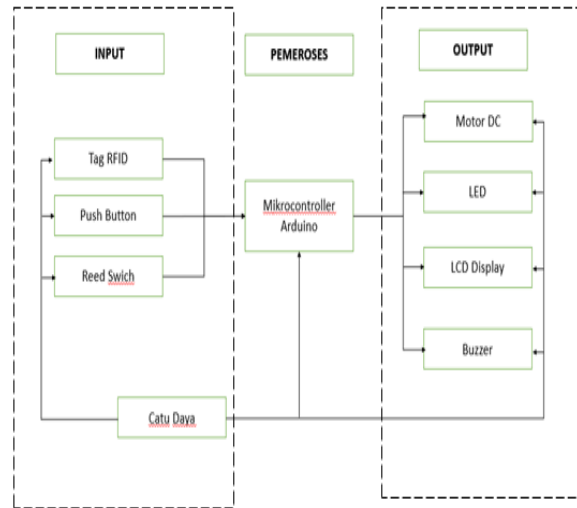 INPUT
PEMEROSES
OUTPUT
Tag RFID
Push Button
Reed Swich
Mikrocontroller
Arduino
Motor DC
LED
LCD Display
Buzzer
Catu Daya